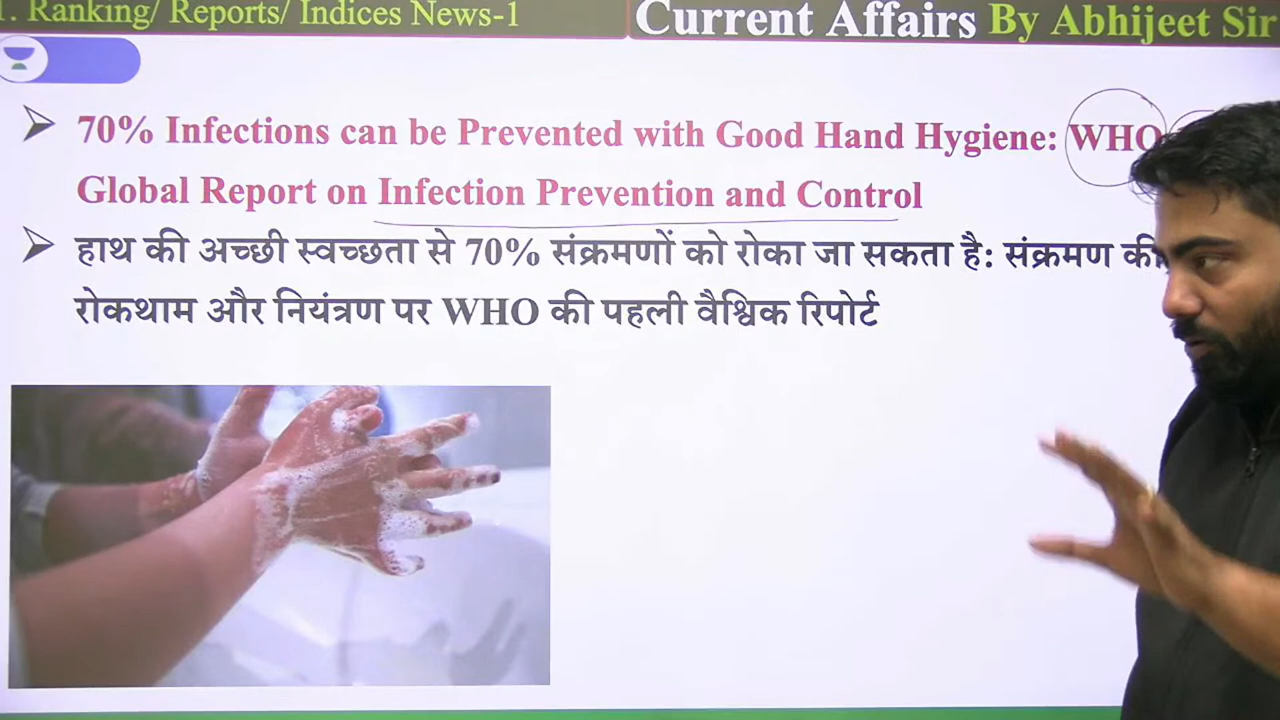 1. Ranking/ Reports/ Indices News-1
Current Affairs By Abhijeet Sir
70% Infections can be Prevented with Good Hand Hygiene: WHO
Global Report on Infection Prevention and Control
हाथ की अच्छी स्वच्छता से 70% संक्रमणों को रोका जा सकता है: संक्रमण की
रोकथाम और नियंत्रण पर WHO की पहली वैश्विक रिपोर्ट